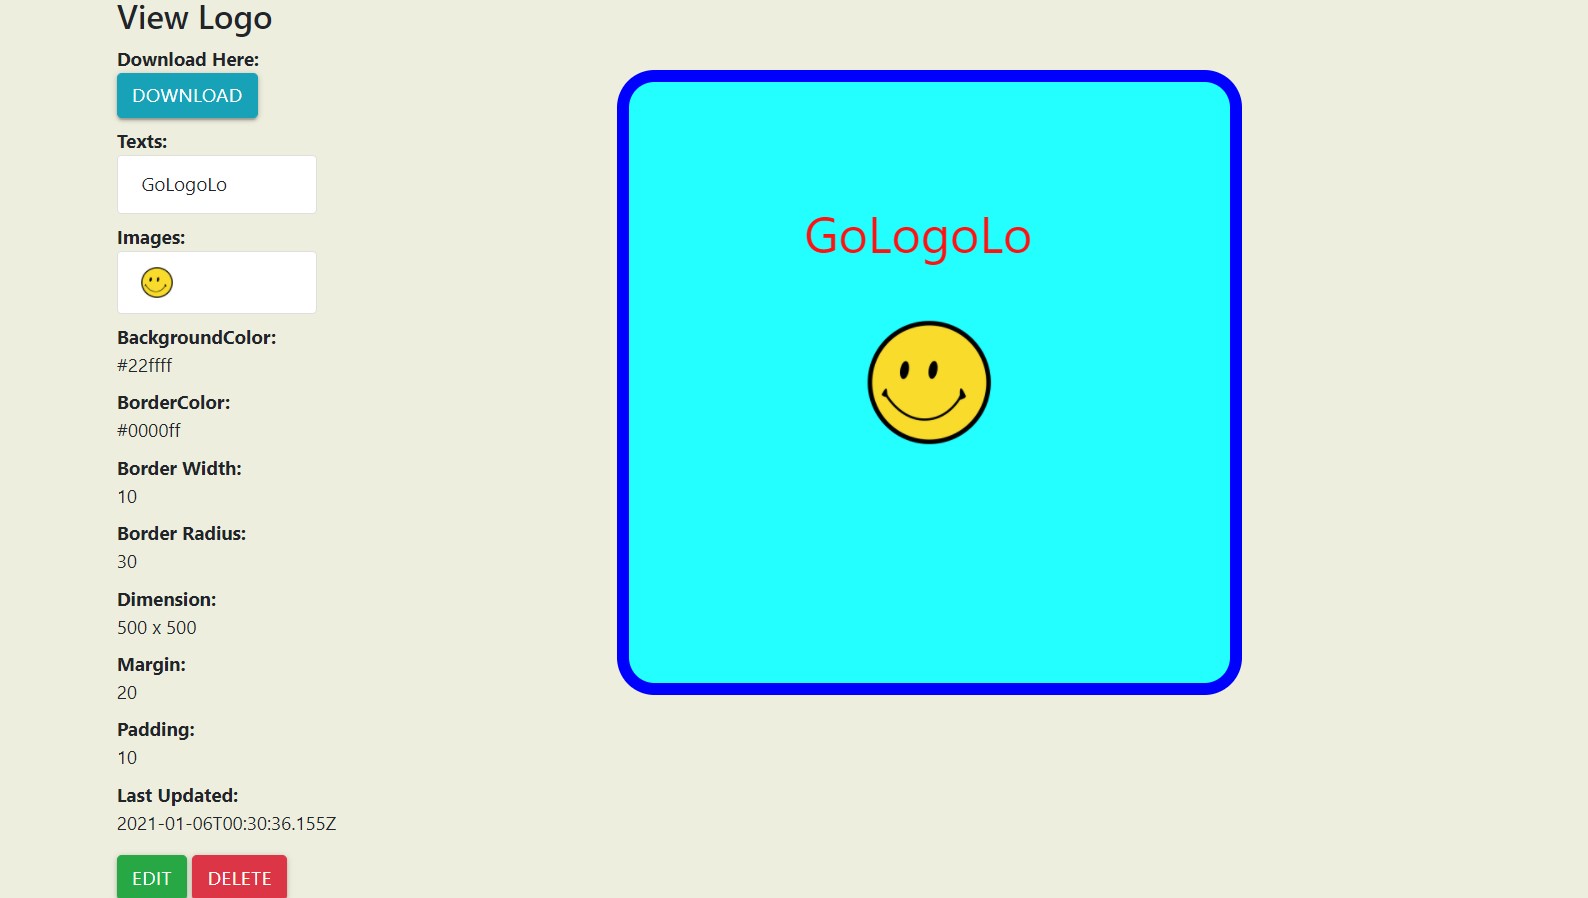 View Logo
Download Here:
DOWNLOAD
Texts:
GoLogoLo
Images:
BackgroundColor:
#22ffff
BorderColor:
#0000ff
Border Width:
10
Border Radius:
30
Dimension:
500 x 500
Margin:
20
Padding:
10
Last Updated:
2021-01-06T00:30:36.155Z
EDIT DELETE
GoLogoLo